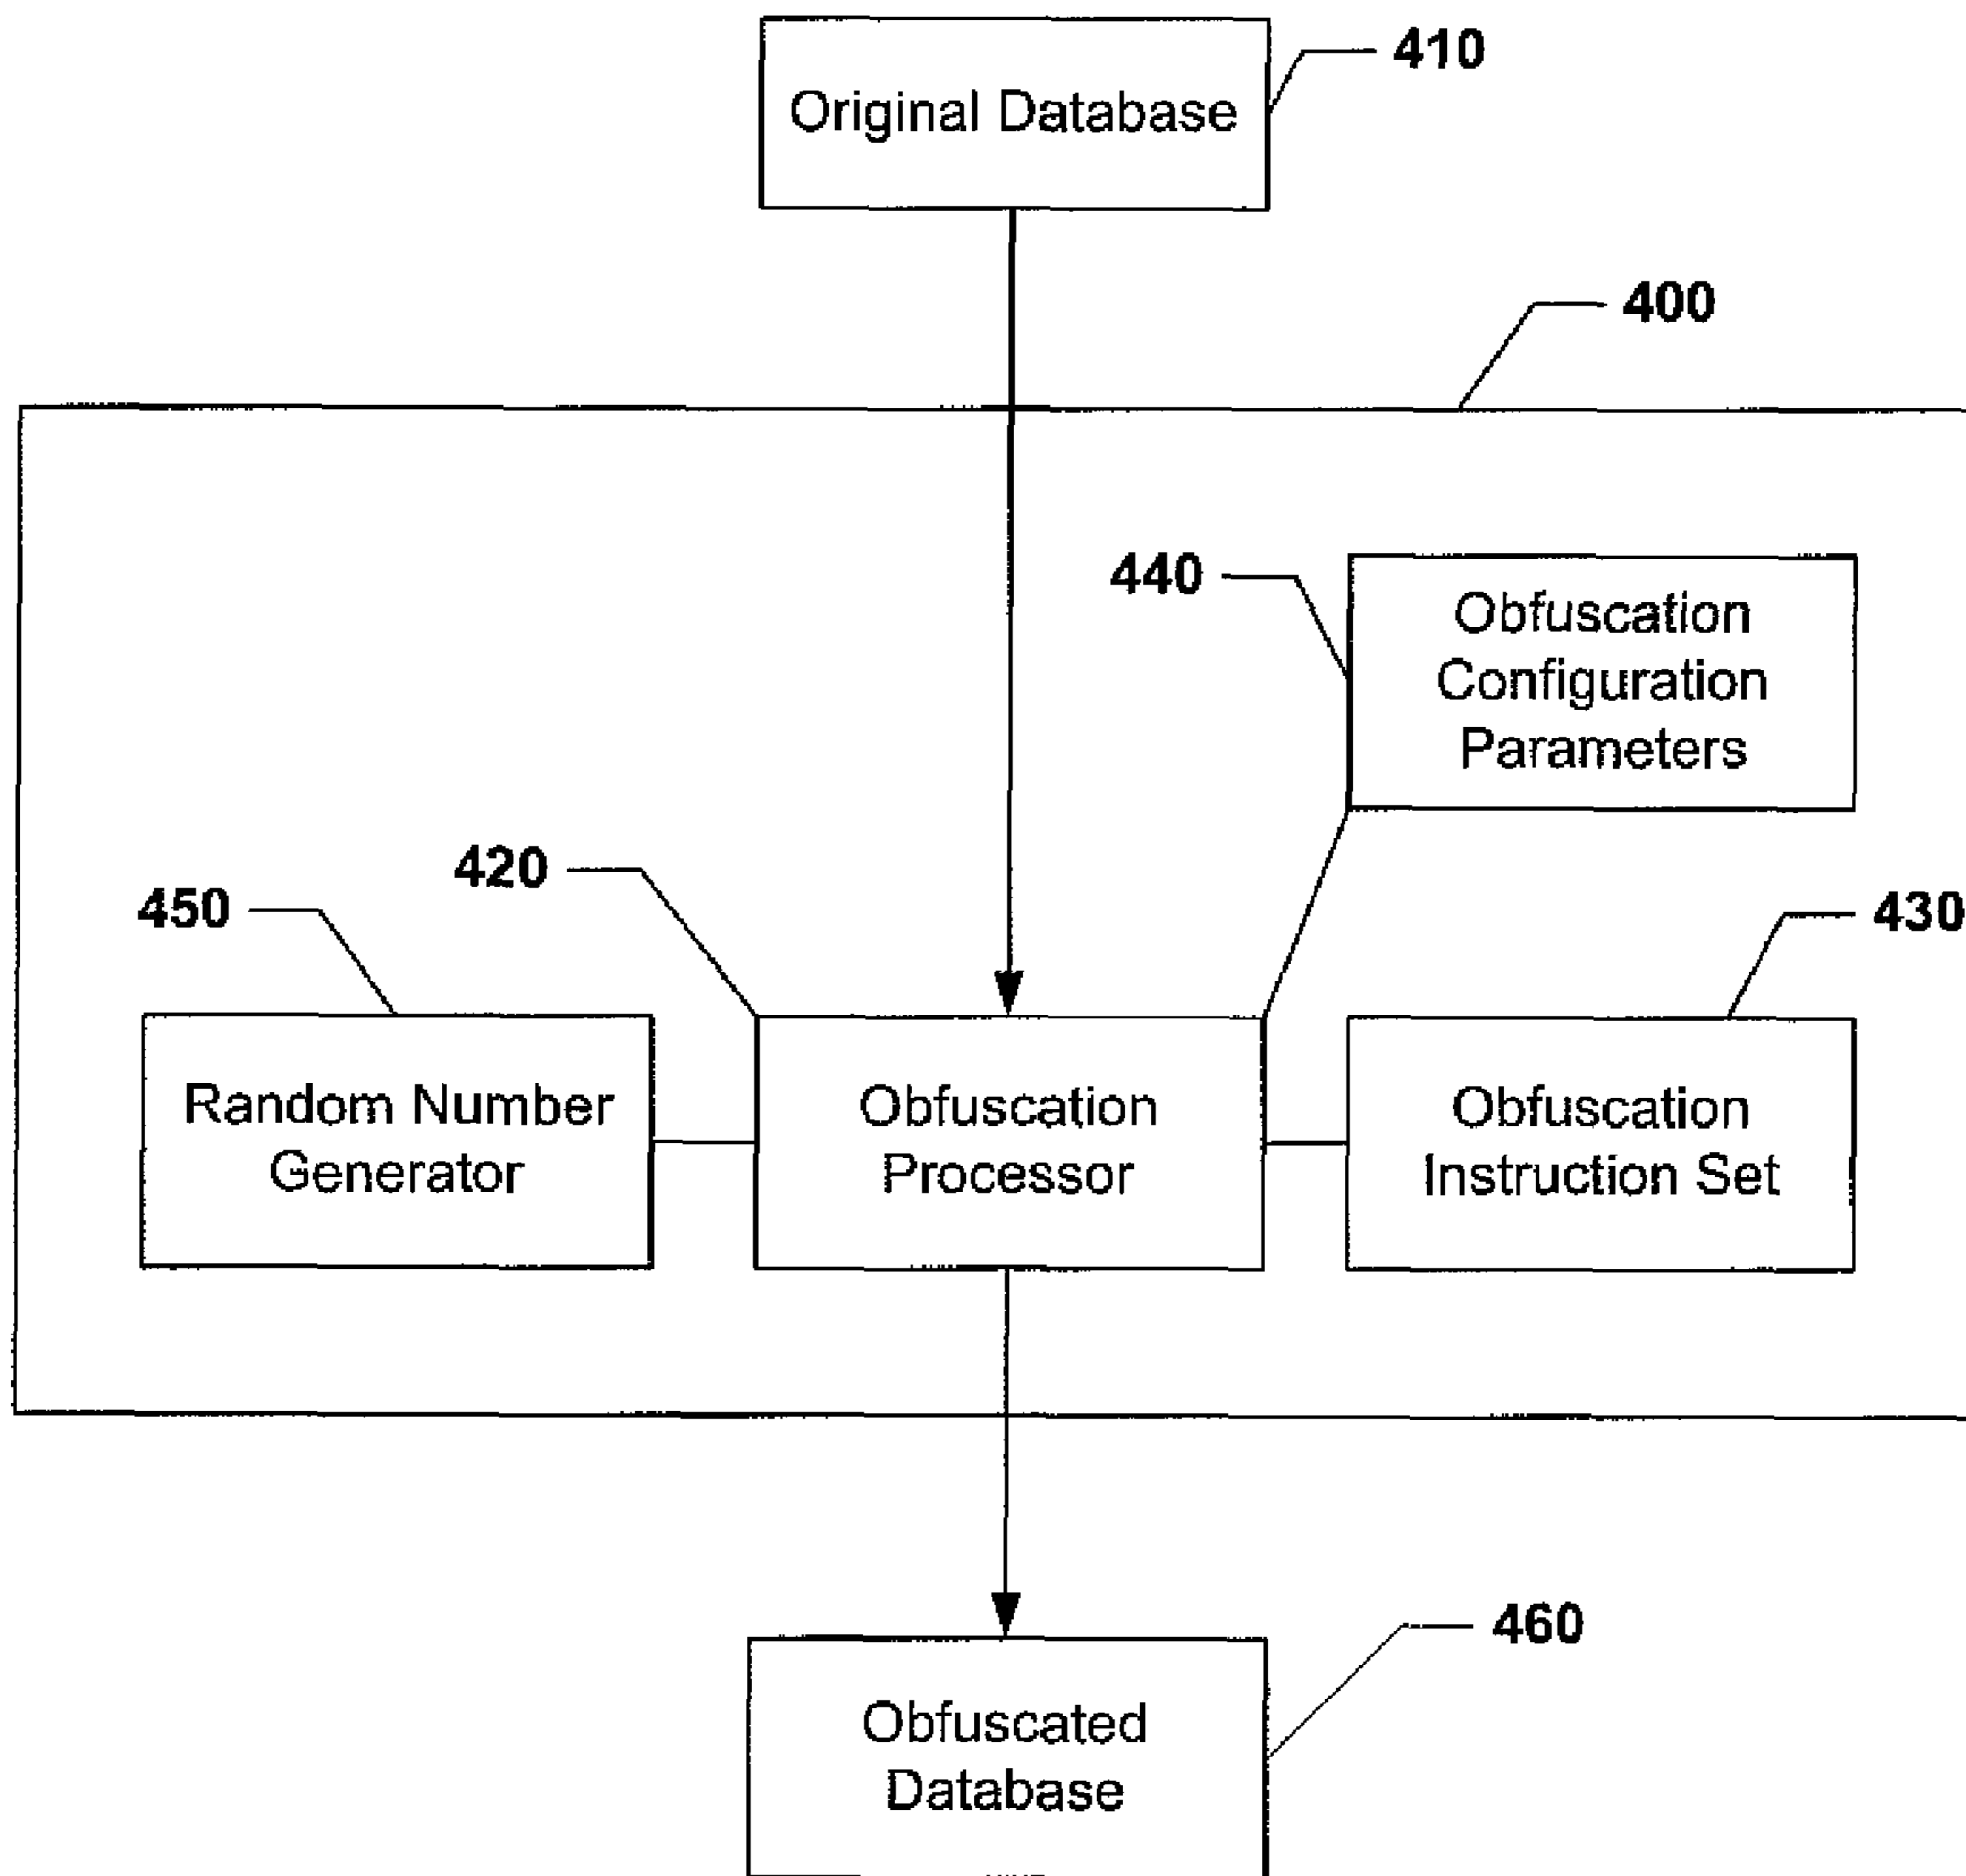 410
Original Database
400
440
Obfuscation
Configuration
Parameters
420
450
430
Random Number
Generator
Obfuscation
Processor
Obfuscation
Instruction Set
460
Obfuscated
Database